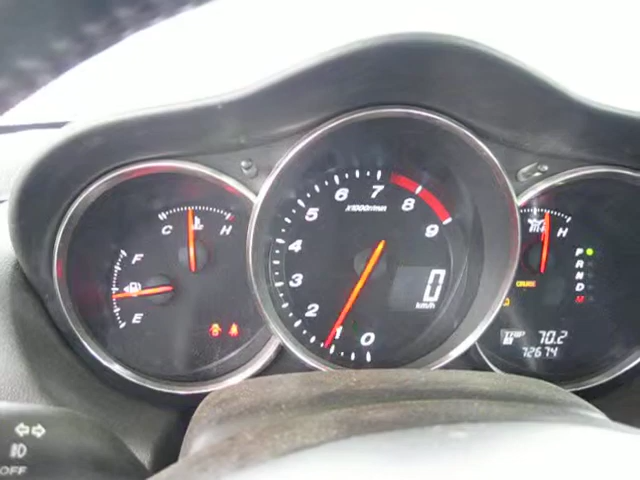 C H
F
E
0
1
2
3
4
5
6
7
8
9
x1000r/min
0
km/h
H
P
R
N
D
M
CRUISE
TRIP B 70.2
72674
OFF